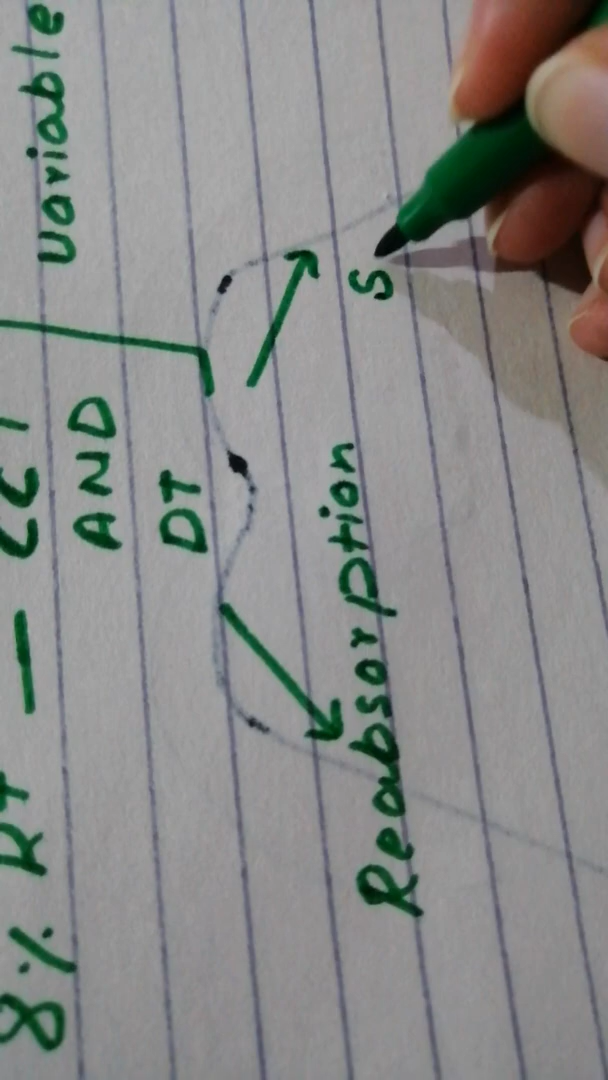 8% K+ — CCT variable
AND
DT
Reabsorption S